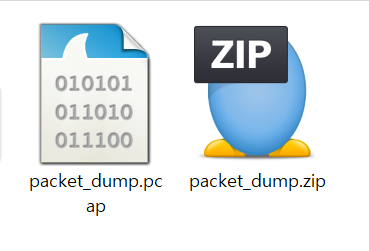 010101
011010
011100
ZIP
packet_dump.pc
ap
packet_dump.zip